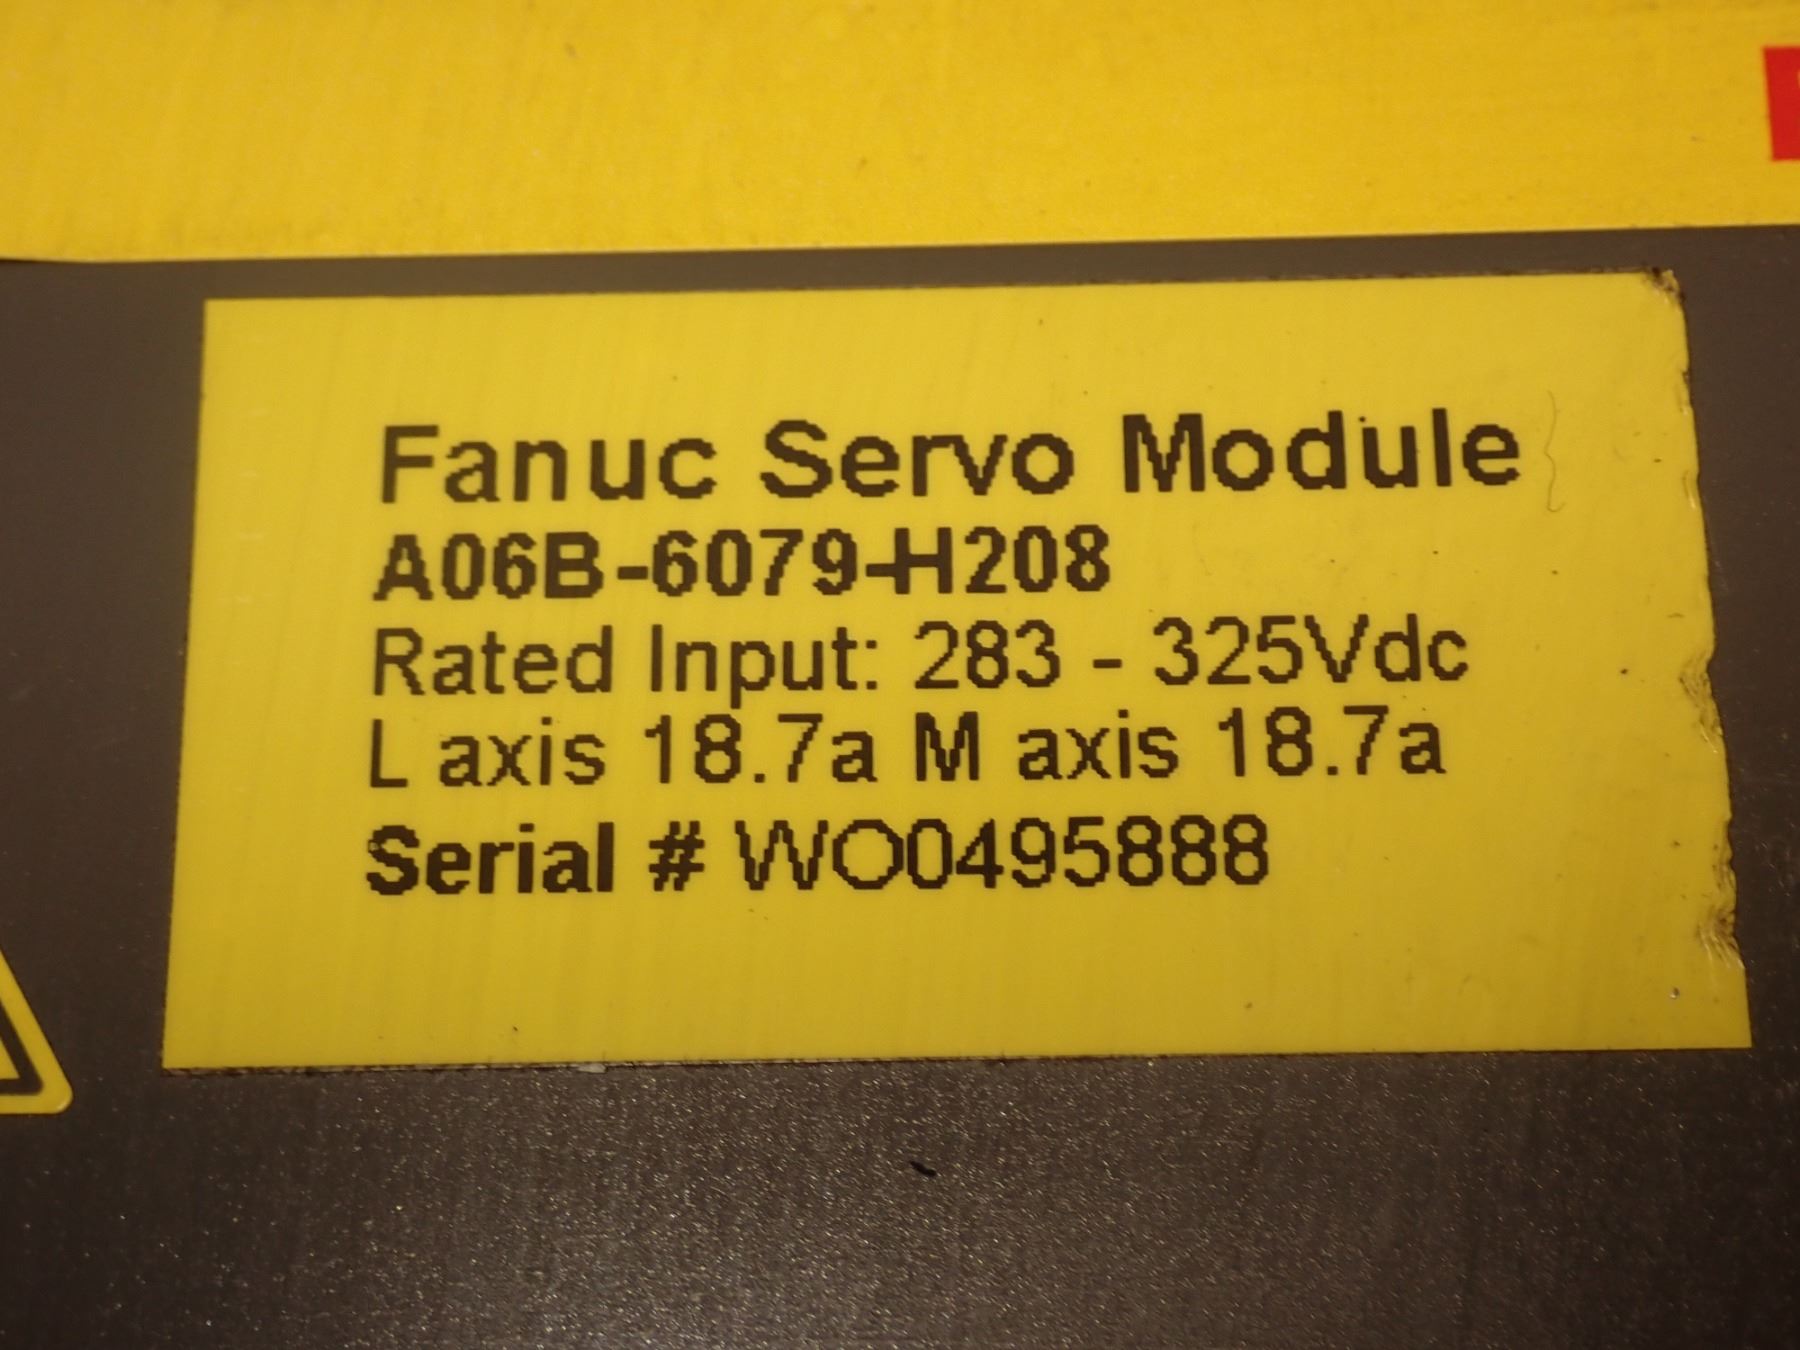 Fanuc Servo Module
A06B-6079-H208
Rated Input: 283 - 325Vdc
L axis 18.7a M axis 18.7a
Serial # WO0495888